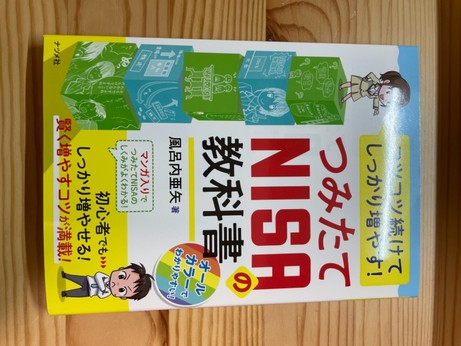 コツコツ続けて
しっかり増やす!
つみたて
NISAの
教科書
風呂内亜矢 著
オール
カラーで
わかりやすい!
マンガ入りで
つみたてNISAの
しくみがよくわかる!
初心者でも
しっかり増やせる!
賢く増やすコツが満載!
ナツメ社